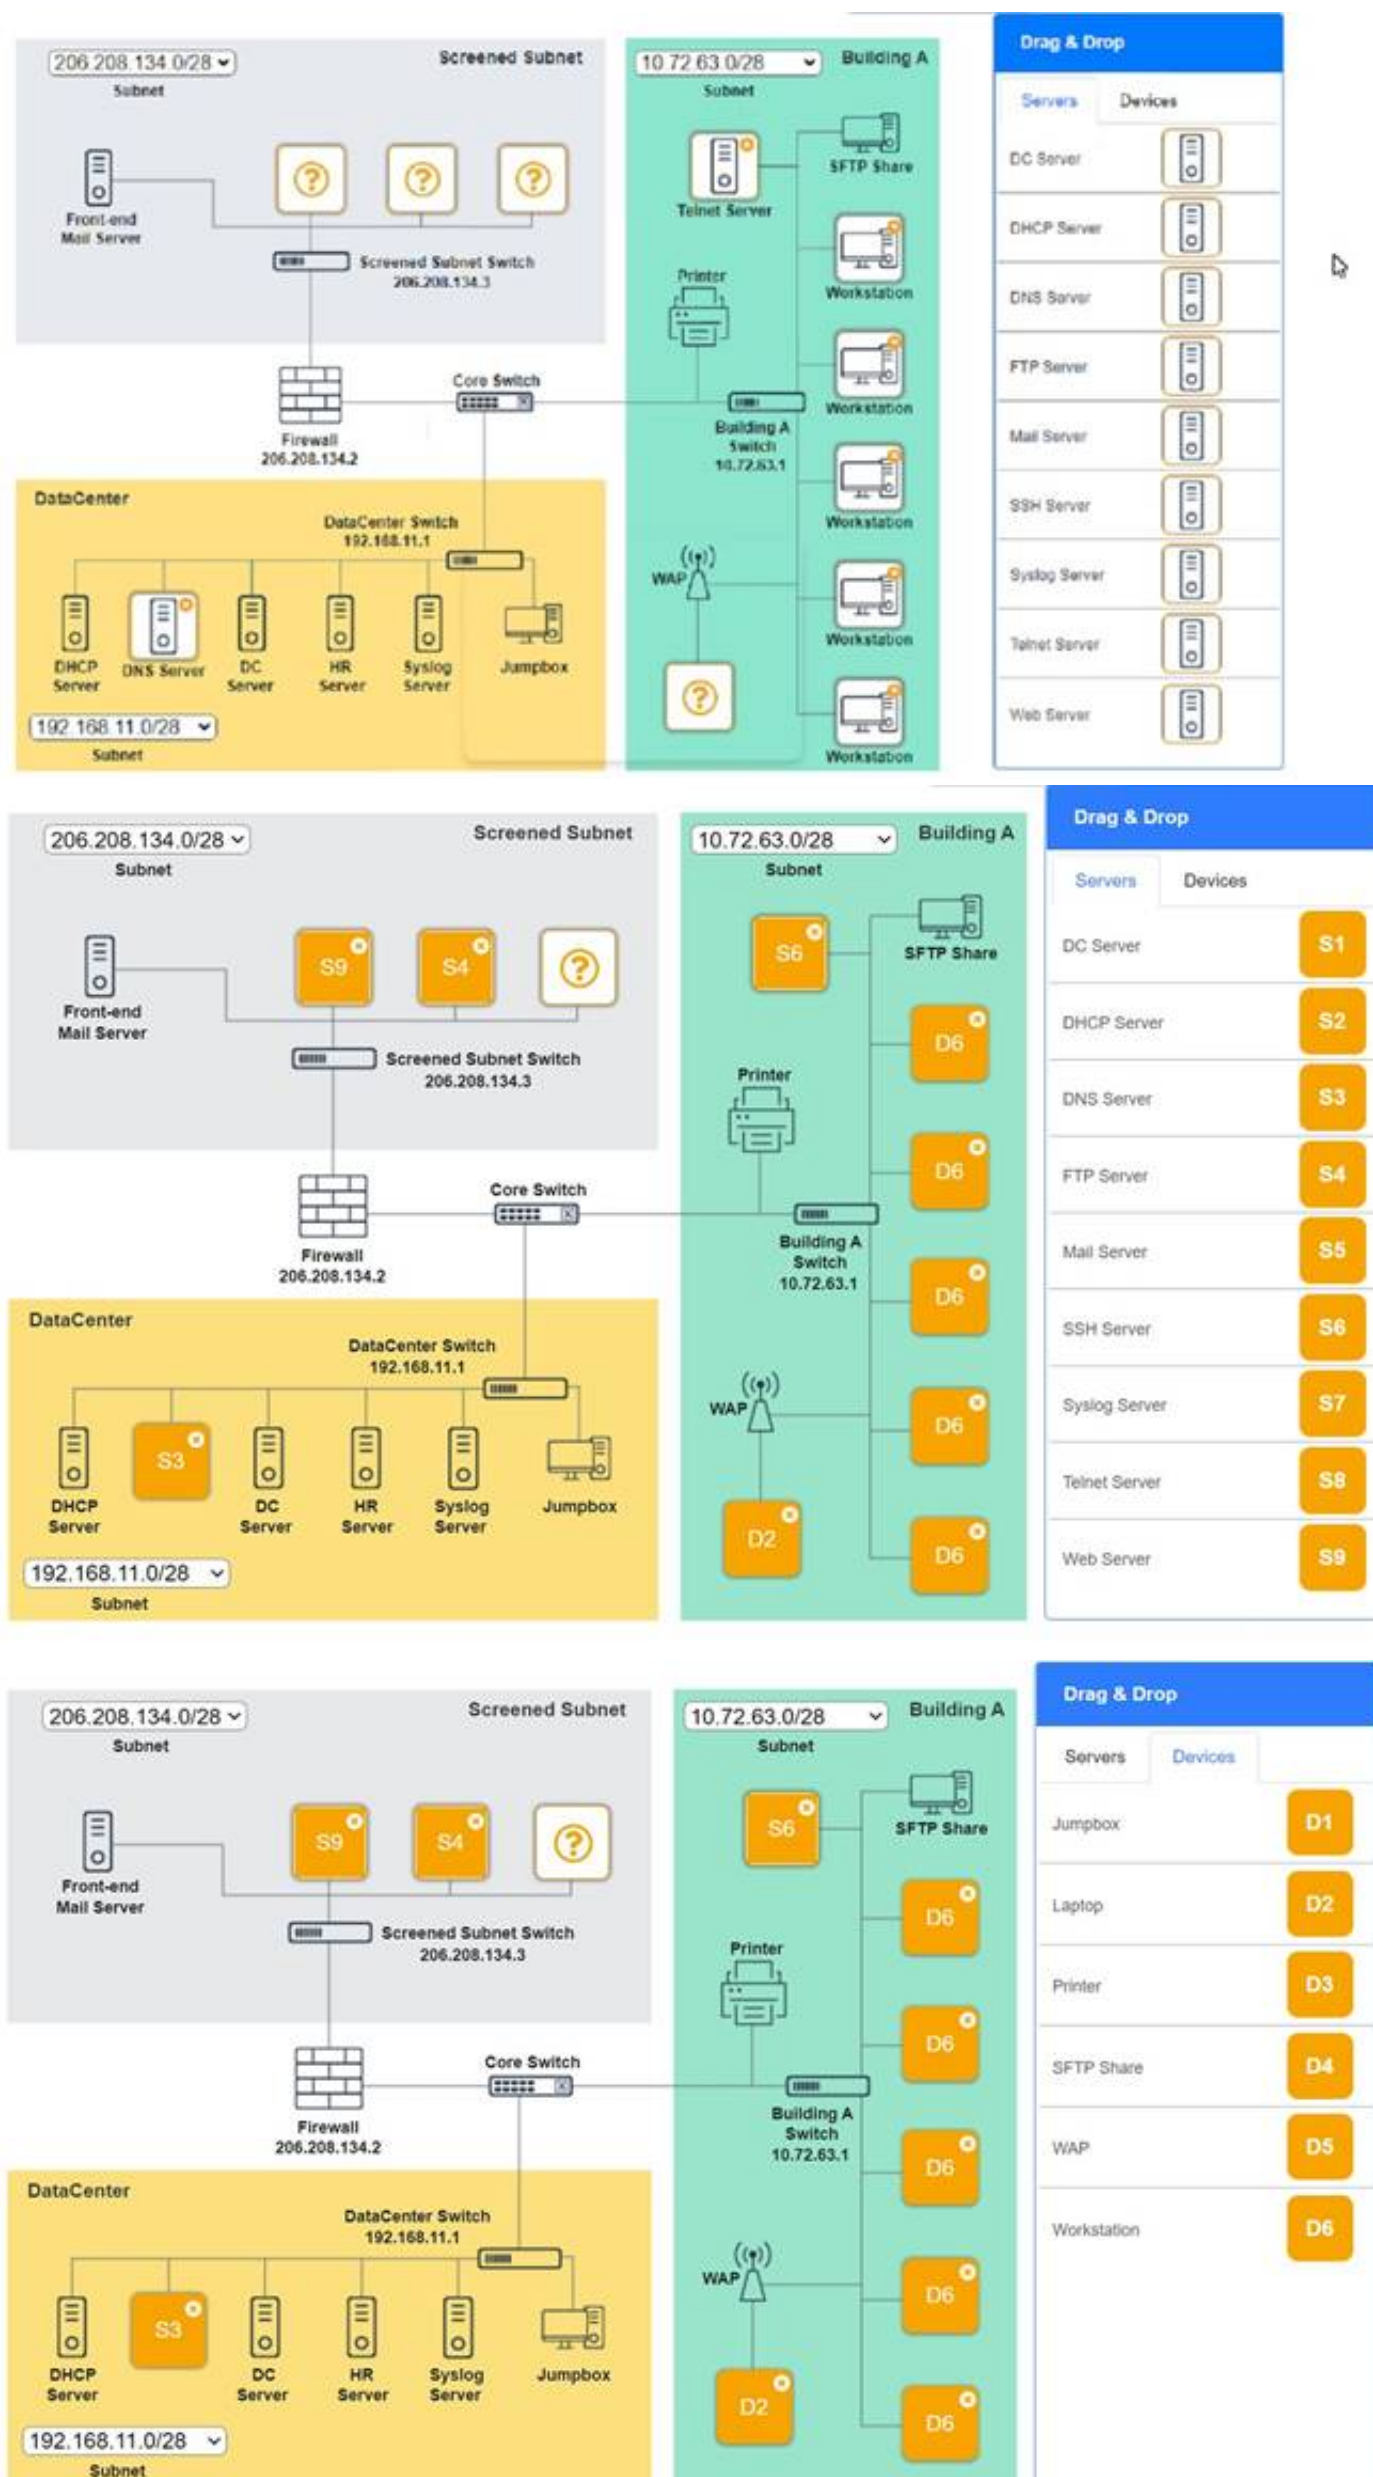 206.208.134.0/28
Subnet
Screened Subnet
Front-end
Mail Server
Screened Subnet Switch
206.208.134.3
Firewall
206.208.134.2
Core Switch
DataCenter
DataCenter Switch
192.168.11.1
DHCP
Server
DNS Server
DC
Server
HR
Server
Syslog
Server
Jumpbox
192.168.11.0/28
Subnet
10.72.63.0/28
Subnet
Building A
SFTP Share
Telnet Server
Workstation
Printer
Workstation
Building A
Switch
10.72.63.1
Workstation
WAP
Workstation
Workstation
Drag & Drop
Servers Devices
DC Server
DHCP Server
DNS Server
FTP Server
Mail Server
SSH Server
Syslog Server
Telnet Server
Web Server
206.208.134.0/28
Subnet
Screened Subnet
S9 S4
Front-end
Mail Server
Screened Subnet Switch
206.208.134.3
Firewall
206.208.134.2
Core Switch
DataCenter
DataCenter Switch
192.168.11.1
S3
DHCP
Server
DC
Server
HR
Server
Syslog
Server
Jumpbox
192.168.11.0/28
Subnet
10.72.63.0/28
Subnet
Building A
S6
SFTP Share
D6
Printer
D6
Building A
Switch
10.72.63.1
D6
WAP
D6
D2
D6
Drag & Drop
Servers Devices
DC Server S1
DHCP Server S2
DNS Server S3
FTP Server S4
Mail Server S5
SSH Server S6
Syslog Server S7
Telnet Server S8
Web Server S9
206.208.134.0/28
Subnet
Screened Subnet
S9 S4
Front-end
Mail Server
Screened Subnet Switch
206.208.134.3
Firewall
206.208.134.2
Core Switch
DataCenter
DataCenter Switch
192.168.11.1
S3
DHCP
Server
DC
Server
HR
Server
Syslog
Server
Jumpbox
192.168.11.0/28
Subnet
10.72.63.0/28
Subnet
Building A
S6
SFTP Share
D6
Printer
D6
Building A
Switch
10.72.63.1
D6
WAP
D6
D2
D6
Drag & Drop
Servers Devices
Jumpbox D1
Laptop D2
Printer D3
SFTP Share D4
WAP D5
Workstation D6